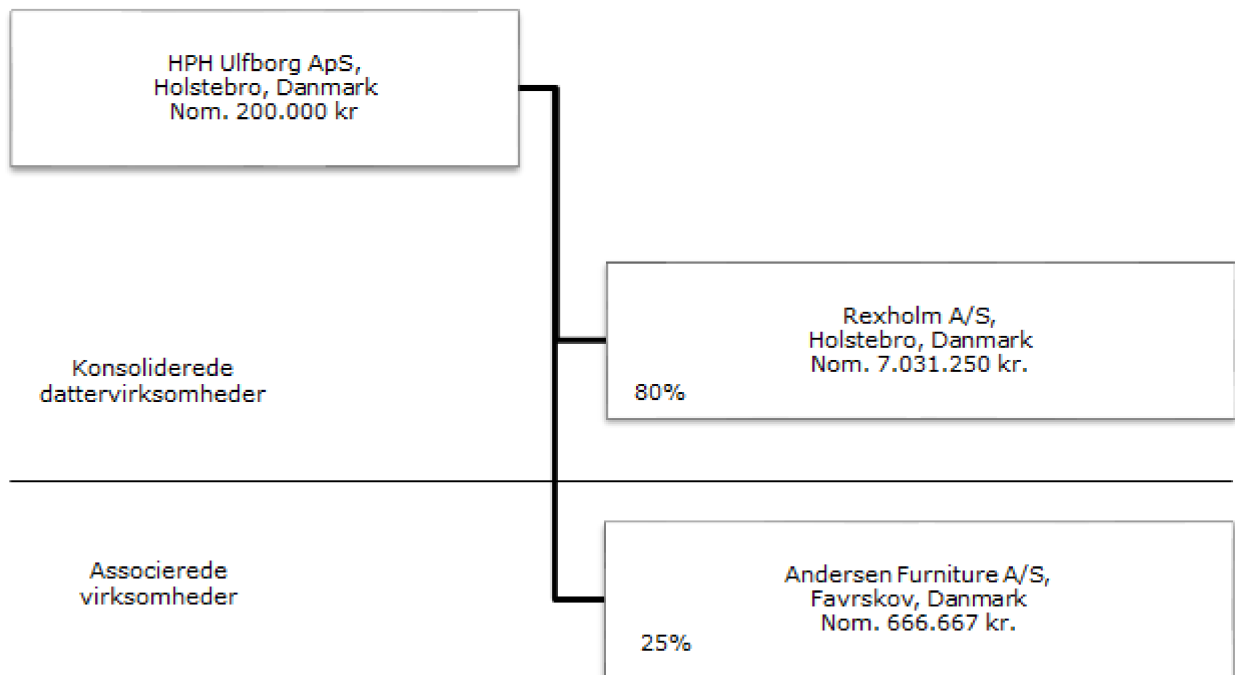 HPH Ulfborg ApS,
Holstebro, Danmark
Nom. 200.000 kr
Konsoliderede
dattervirksomheder
Rexholm A/S,
Holstebro, Danmark
Nom. 7.031.250 kr.
80%
Associerede
virksomheder
Andersen Furniture A/S,
Favrskov, Danmark
Nom. 666.667 kr.
25%